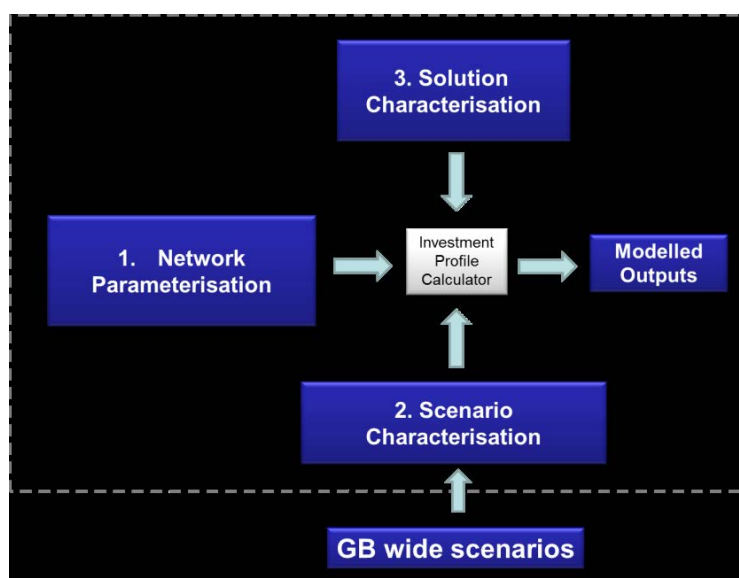 3. Solution
Characterisation
1. Network
Parameterisation
Investment
Profile
Calculator
Modelled
Outputs
2. Scenario
Characterisation
GB wide scenarios